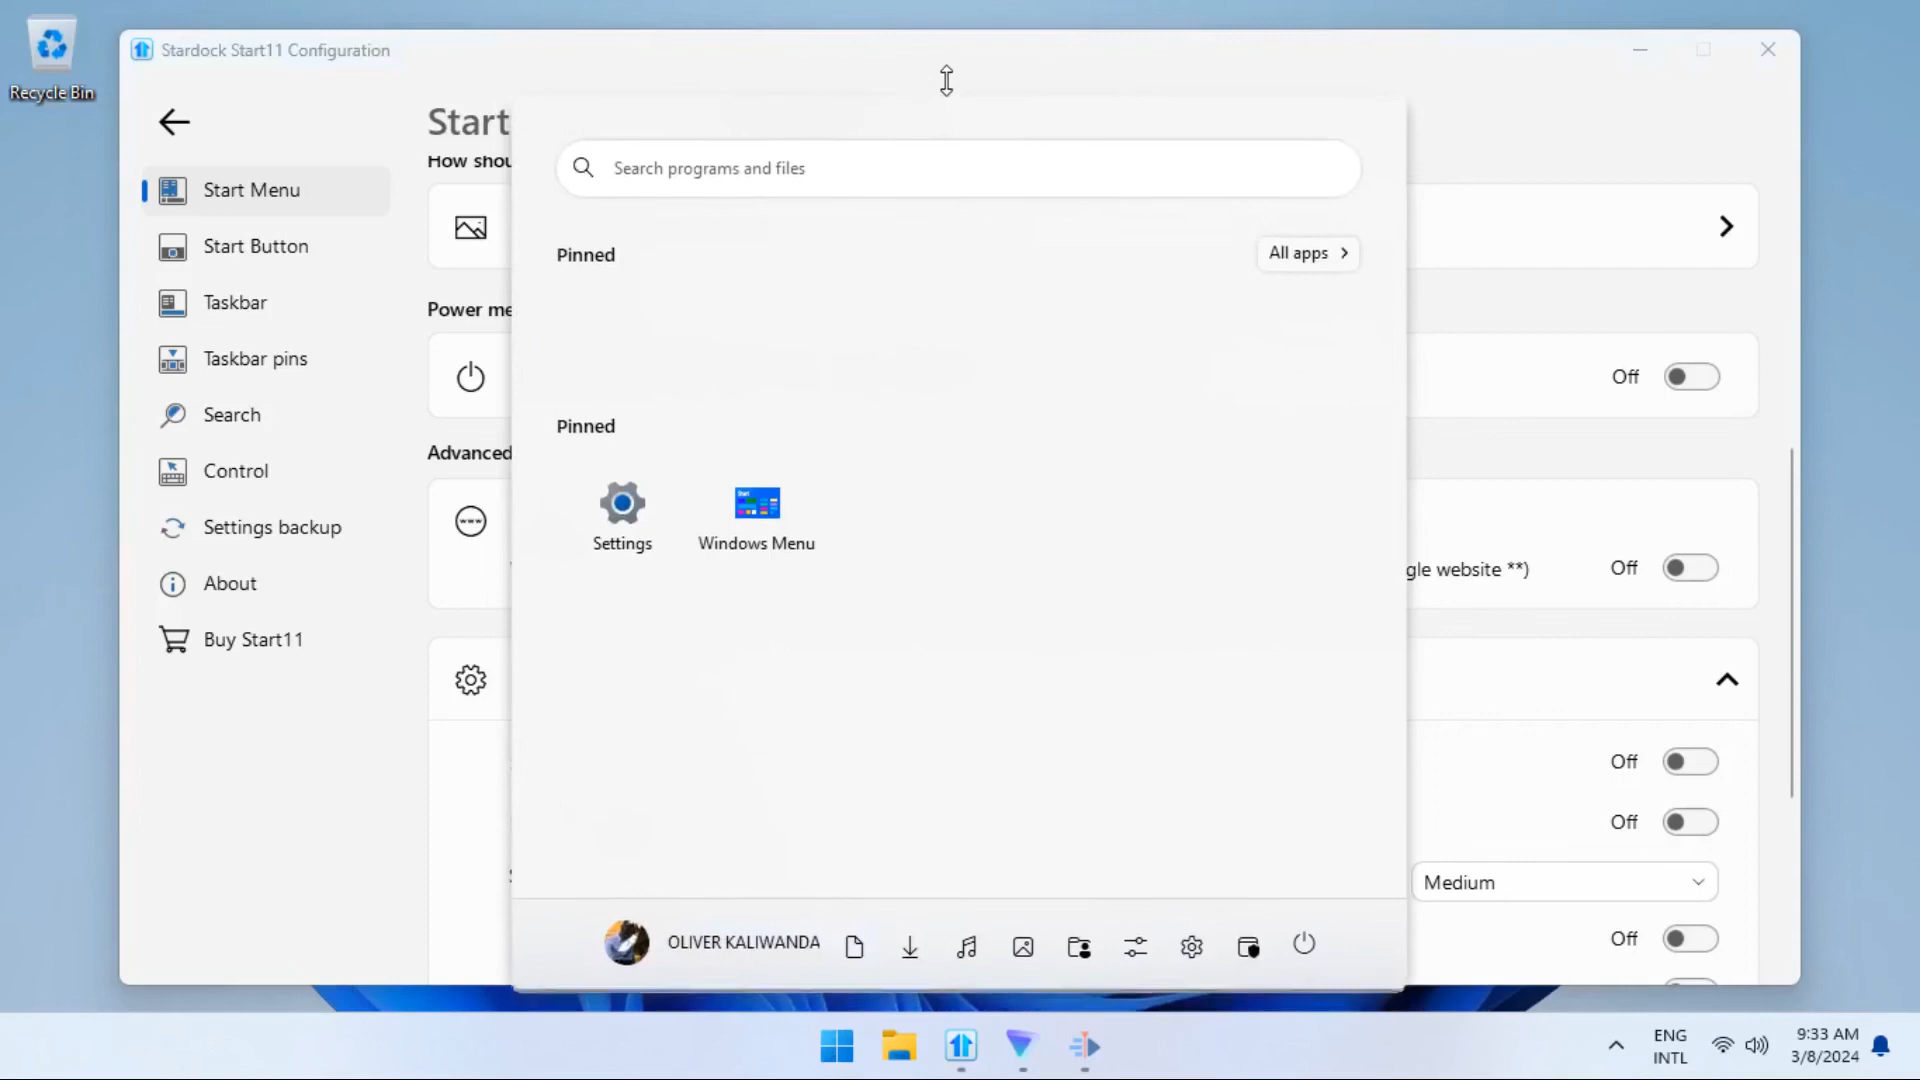 Recycle Bin
Stardock Start11 Configuration
Start Menu
Start Button
Taskbar
Taskbar pins
Search
Control
Settings backup
About
Buy Start11
Start
How shou
Power me
Off
Advanced
gle website **)
Off
Off
Off
Medium
Off
Search programs and files
Pinned
All apps
Pinned
Settings
Windows Menu
OLIVER KALIWANDA
ENG
INTL
9:33 AM
3/8/2024